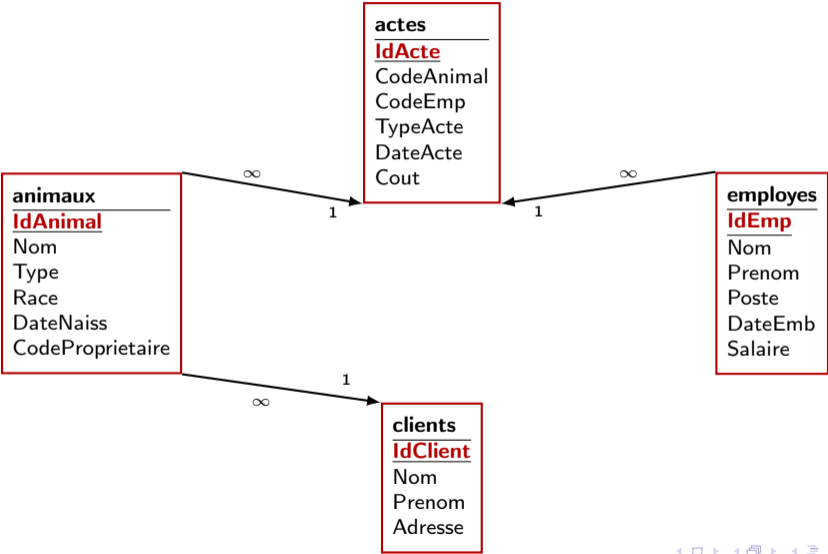 actes
IdActe
CodeAnimal
CodeEmp
TypeActe
DateActe
Cout
∞
1
∞
1
animaux
IdAnimal
Nom
Type
Race
DateNaiss
CodeProprietaire
employes
IdEmp
Nom
Prenom
Poste
DateEmb
Salaire
1
∞
clients
IdClient
Nom
Prenom
Adresse